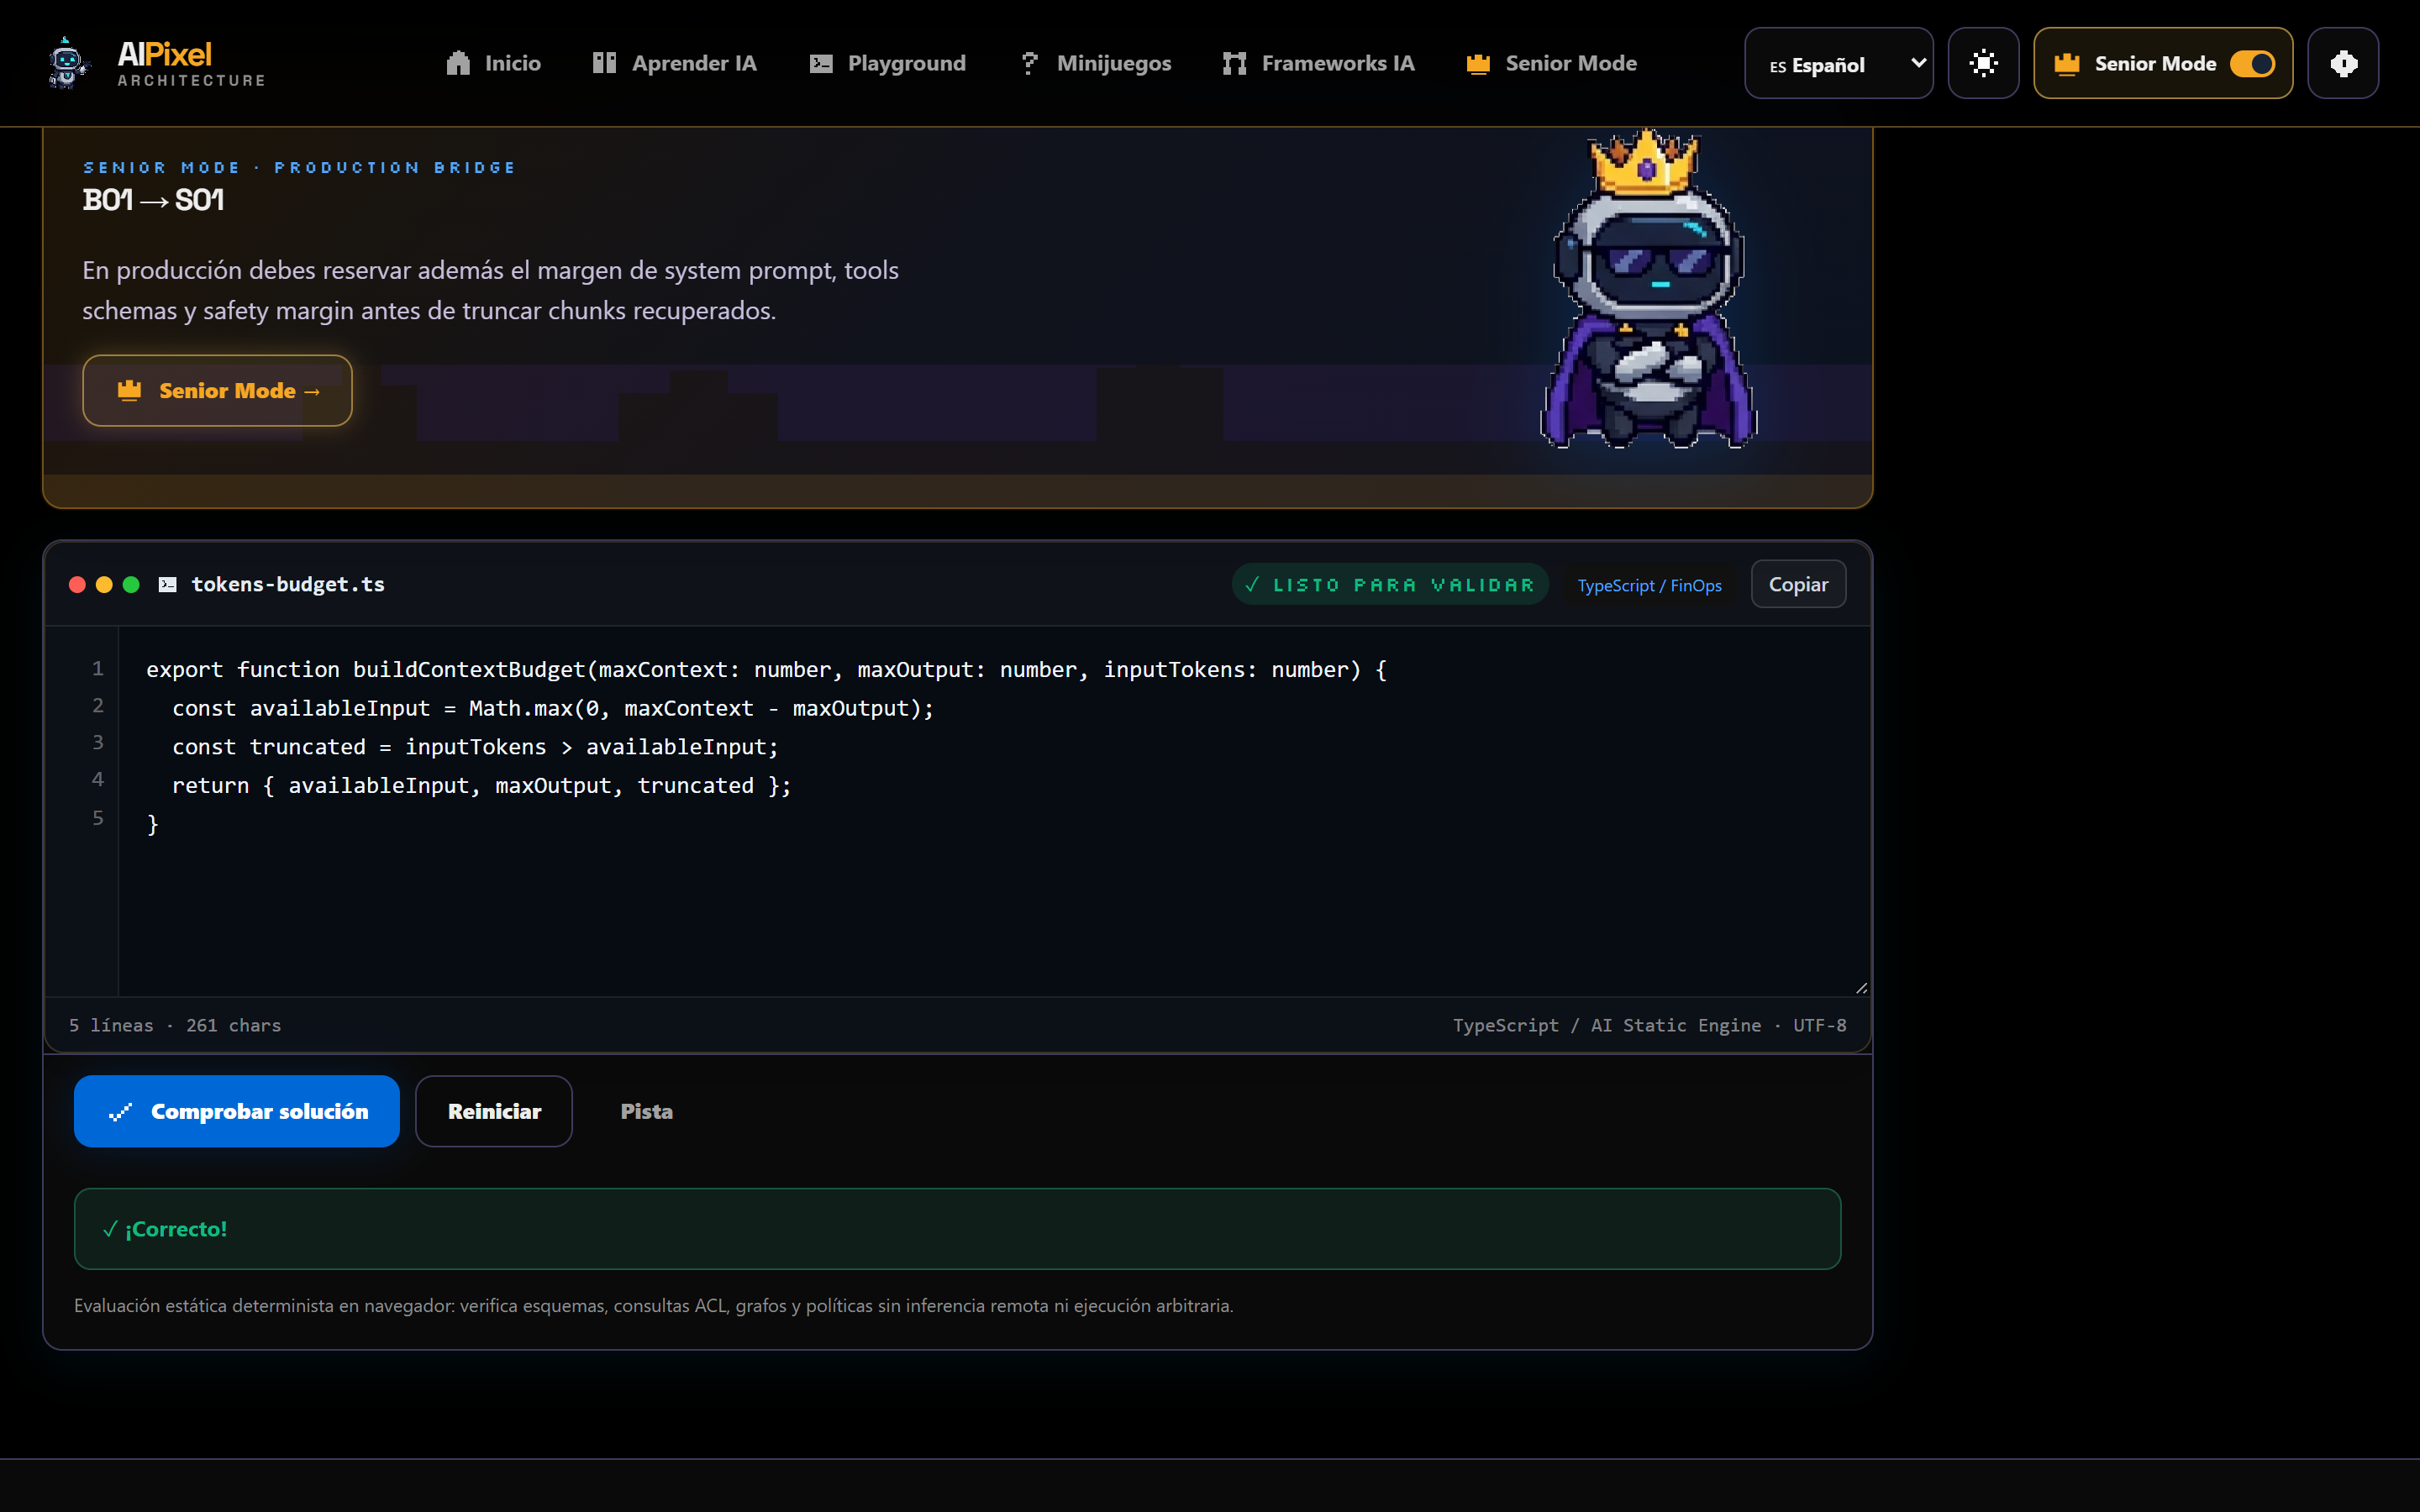 AIPixel
ARCHITECTURE
Inicio
Aprender IA
Playground
Minijuegos
Frameworks IA
Senior Mode
ES Español
Senior Mode
SENIOR MODE · PRODUCTION BRIDGE
B01 → S01
En producción debes reservar además el margen de system prompt, tools
schemas y safety margin antes de truncar chunks recuperados.
Senior Mode →
tokens-budget.ts
✓ LISTO PARA VALIDAR
TypeScript / FinOps
Copiar
1 export function buildContextBudget(maxContext: number, maxOutput: number, inputTokens: number) {
2 const availableInput = Math.max(0, maxContext - maxOutput);
3 const truncated = inputTokens > availableInput;
4 return { availableInput, maxOutput, truncated };
5 }
5 líneas · 261 chars
TypeScript / AI Static Engine · UTF-8
Comprobar solución
Reiniciar
Pista
✓ ¡Correcto!
Evaluación estática determinista en navegador: verifica esquemas, consultas ACL, grafos y políticas sin inferencia remota ni ejecución arbitraria.